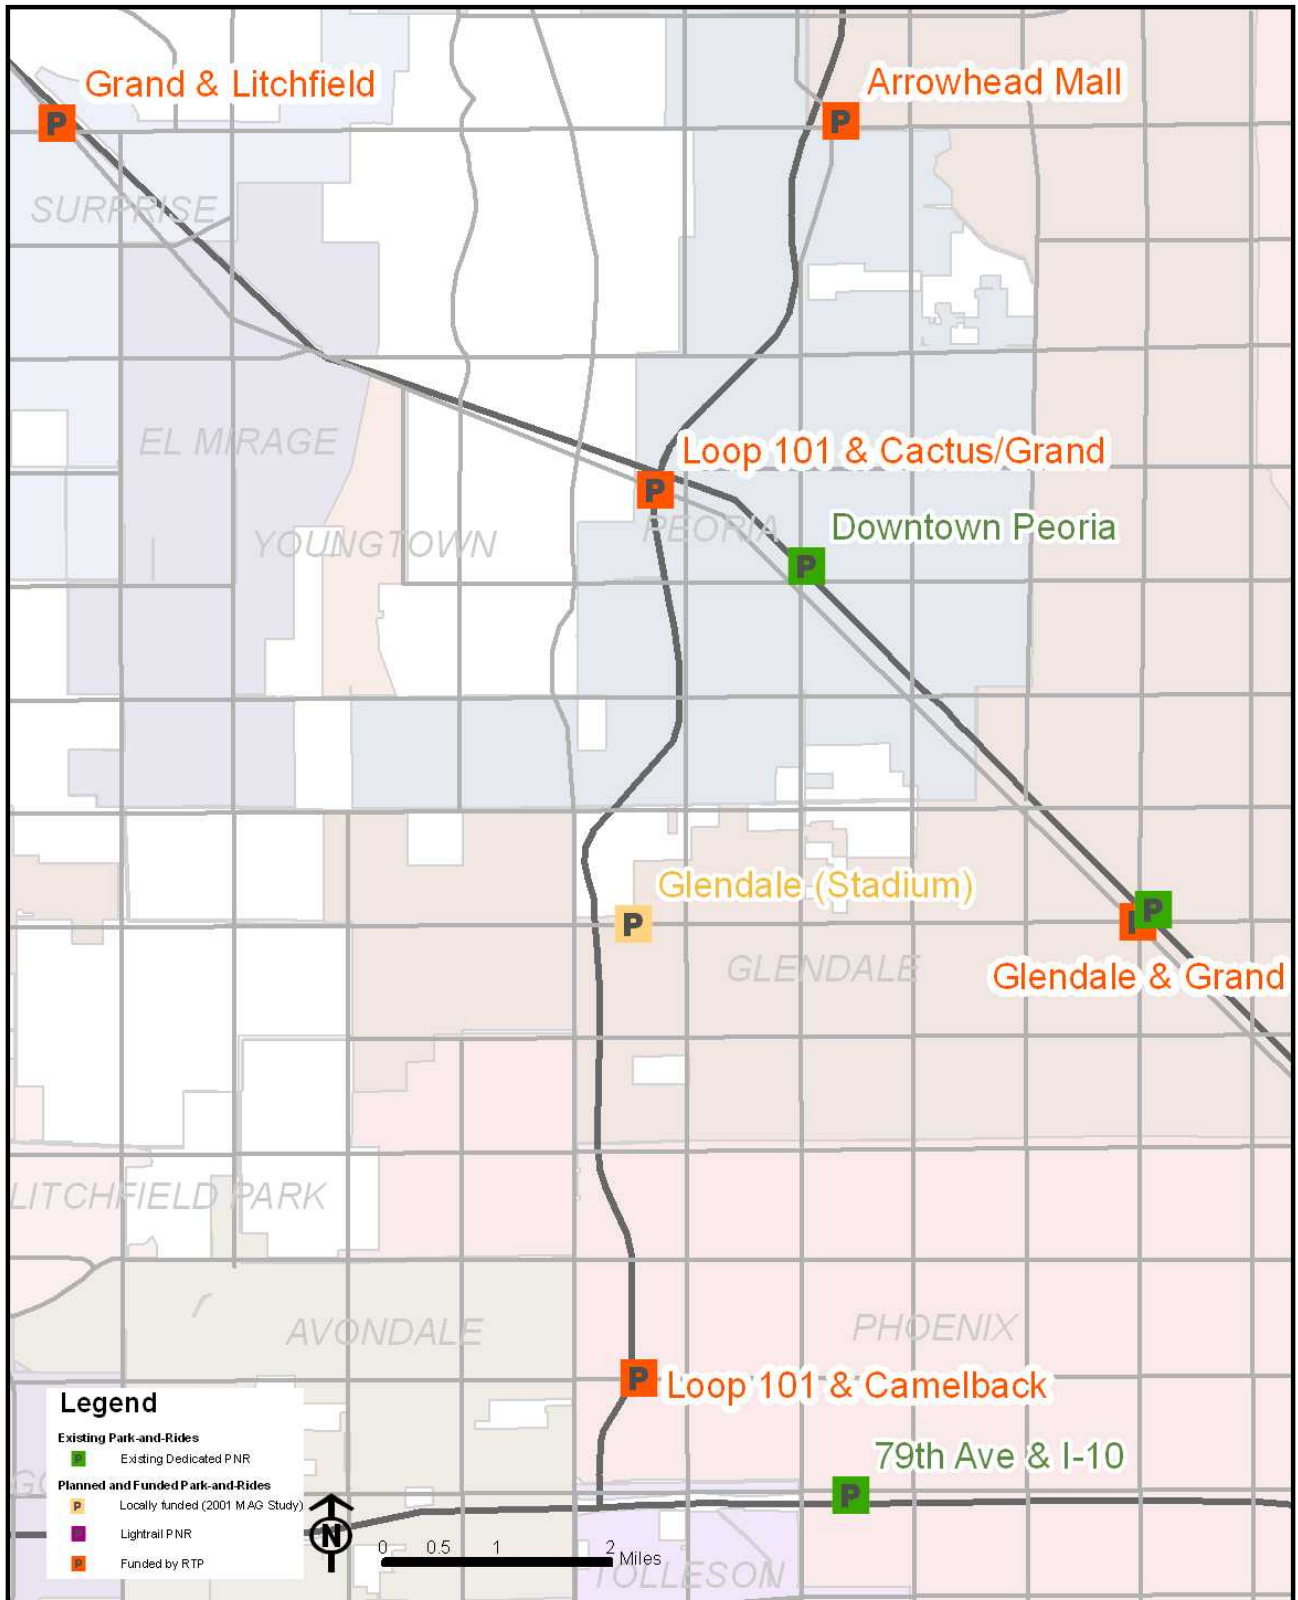 Grand & Litchfield
Arrowhead Mall
P
P
SURPRISE
EL MIRAGE
Loop 101 & Cactus/Grand
P
PEORIA
Downtown Peoria
YOUNGTOWN
P
Glendale (Stadium)
P
P
GLENDALE
Glendale & Grand
LITCHFIELD PARK
AVONDALE
PHOENIX
P
Loop 101 & Camelback
79th Ave & I-10
P
Legend
Existing Park-and-Rides
P Existing Dedicated PNR
Planned and Funded Park-and-Rides
P Locally funded (2001 MAG Study)
P Lightrail PNR
P Funded by RTP
N
0 0.5 1 2 Miles
TOLLESON